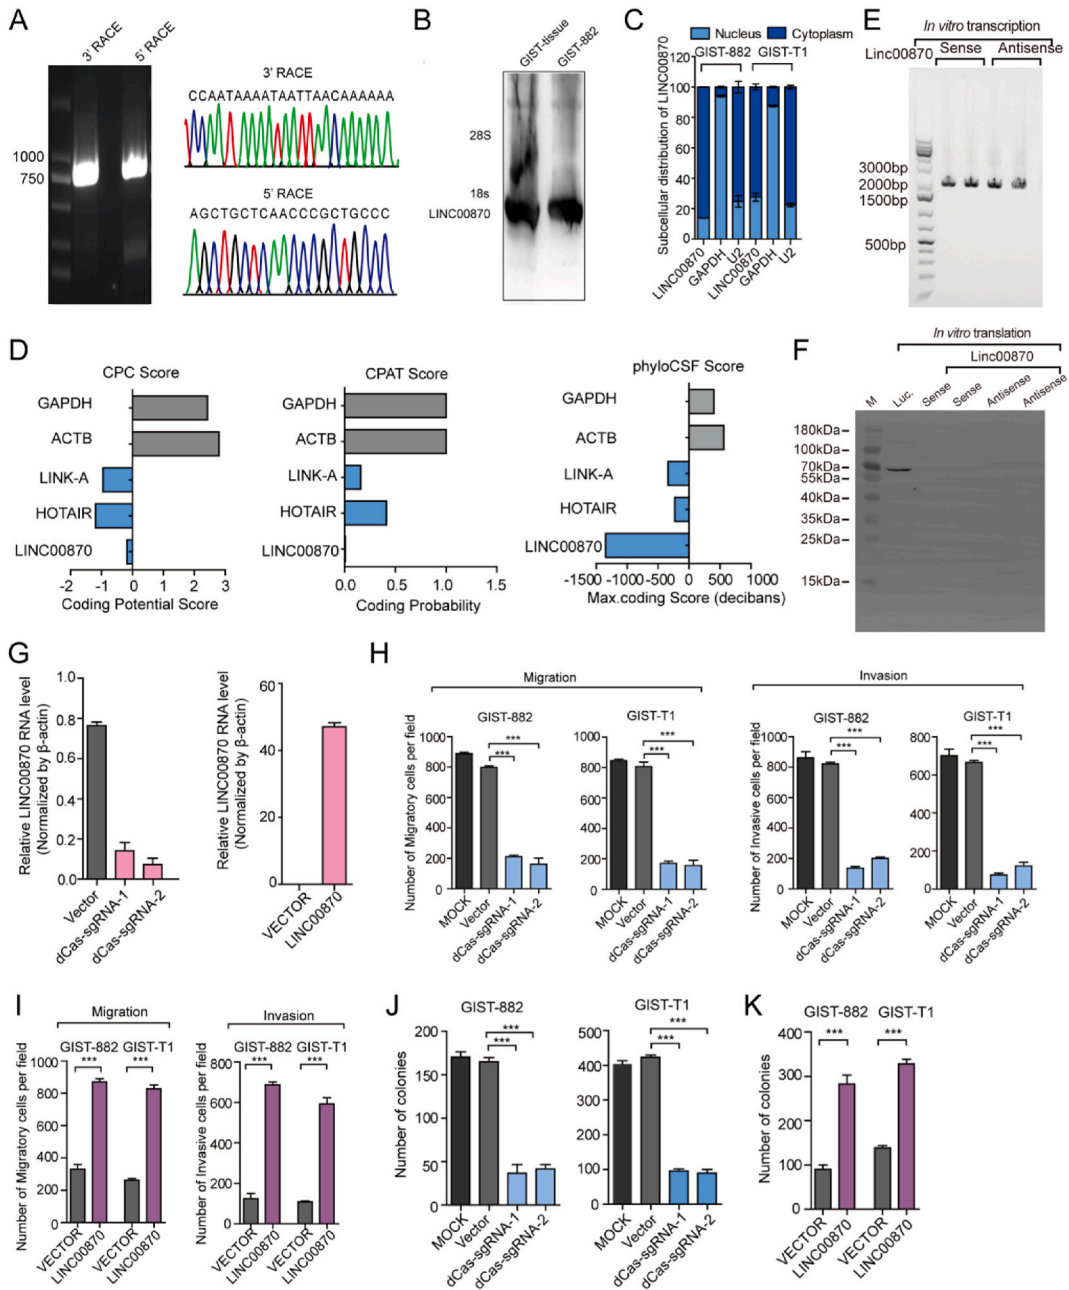 A
3' RACE
5' RACE
1000
750
3' RACE
CCAATAAAATAATTAACAAAAAA
5' RACE
AGCTGCTCAACCCGCTGCCC
B
GIST-tissue
GIST-882
28S
18s
LINC00870
C
Nucleus
Cytoplasm
GIST-882
GIST-T1
Subcellular distribution of LINC00870
120
100
80
60
40
20
0
LINC00870
GAPDH
U2
LINC00870
GAPDH
U2
E
In vitro transcription
Linc00870
Sense
Antisense
3000bp
2000bp
1500bp
500bp
D
CPC Score
GAPDH
ACTB
LINK-A
HOTAIR
LINC00870
-2 -1 0 1 2 3
Coding Potential Score
CPAT Score
GAPDH
ACTB
LINK-A
HOTAIR
LINC00870
0.0 0.5 1.0 1.5
Coding Probability
phyloCSF Score
GAPDH
ACTB
LINK-A
HOTAIR
LINC00870
-1500 -1000 -500 0 500 1000
Max.coding Score (decibans)
F
In vitro translation
Linc00870
M
Luc.
Sense
Sense
Antisense
Antisense
180kDa
100kDa
70kDa
55kDa
40kDa
35kDa
25kDa
15kDa
G
Relative LINC00870 RNA level
(Normalized by β-actin)
1.0
0.8
0.6
0.4
0.2
0.0
Vector
dCas-sgRNA-1
dCas-sgRNA-2
Relative LINC00870 RNA level
(Normalized by β-actin)
60
40
20
0
VECTOR
LINC00870
H
Migration
GIST-882
Number of Migratory cells per field
1000
800
600
400
200
0
***
***
MOCK
Vector
dCas-sgRNA-1
dCas-sgRNA-2
GIST-T1
1000
800
600
400
200
0
***
***
MOCK
Vector
dCas-sgRNA-1
dCas-sgRNA-2
Invasion
GIST-882
Number of Invasive cells per field
1000
800
600
400
200
0
***
***
MOCK
Vector
dCas-sgRNA-1
dCas-sgRNA-2
GIST-T1
800
600
400
200
0
***
***
MOCK
Vector
dCas-sgRNA-1
dCas-sgRNA-2
I
Migration
GIST-882
GIST-T1
Number of Migratory cells per field
1000
800
600
400
200
0
***
***
VECTOR
LINC00870
VECTOR
LINC00870
Invasion
GIST-882
GIST-T1
Number of Invasive cells per field
800
600
400
200
0
***
***
VECTOR
LINC00870
VECTOR
LINC00870
J
GIST-882
Number of colonies
200
150
100
50
0
***
***
MOCK
Vector
dCas-sgRNA-1
dCas-sgRNA-2
GIST-T1
Number of colonies
500
400
300
200
100
0
***
***
MOCK
Vector
dCas-sgRNA-1
dCas-sgRNA-2
K
GIST-882
GIST-T1
Number of colonies
400
300
200
100
0
***
***
VECTOR
LINC00870
VECTOR
LINC00870